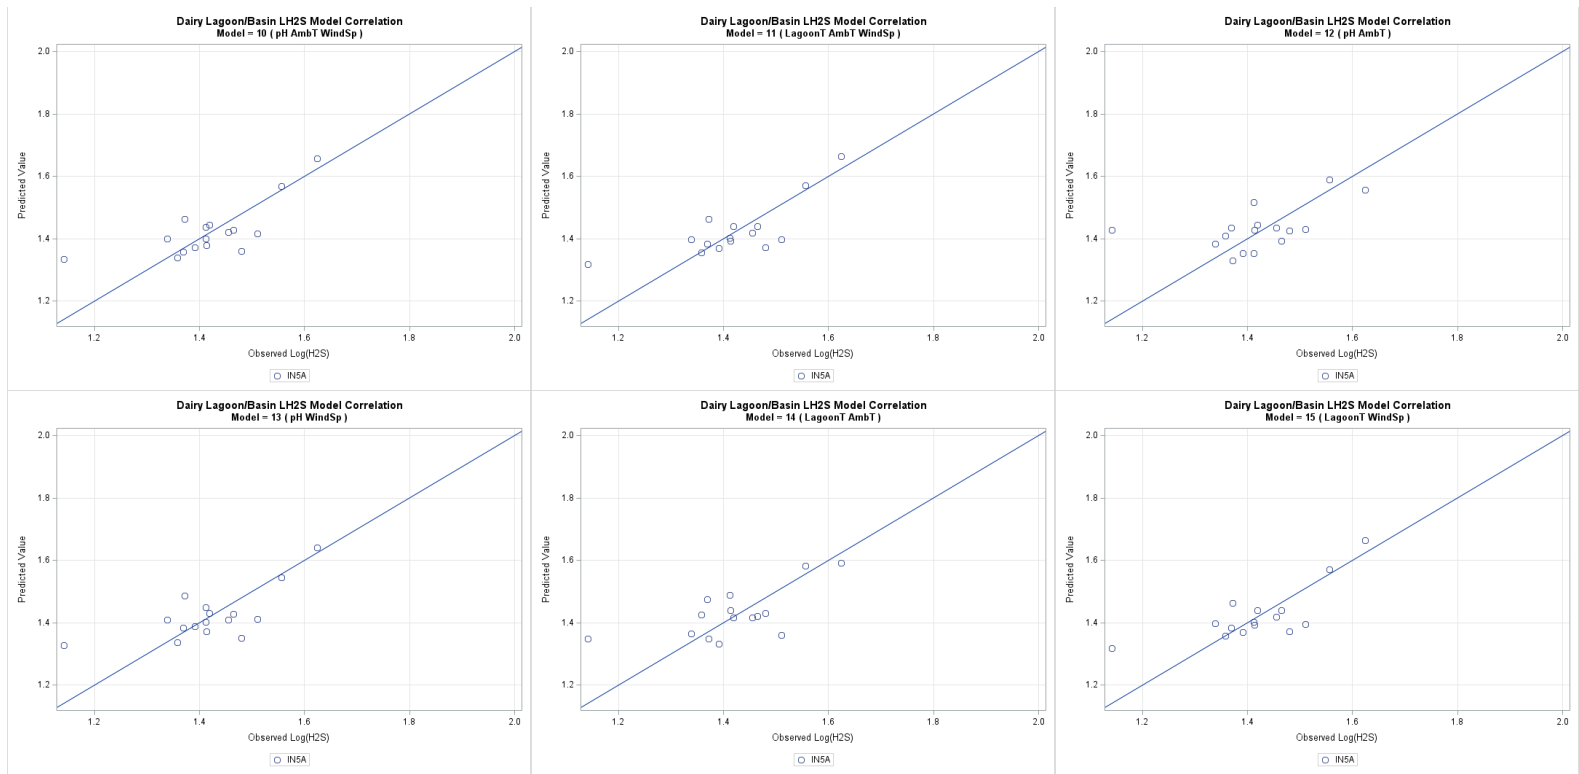 Dairy Lagoon/Basin LH2S Model Correlation
Model = 10 ( pH AmbT WindSp )
2.0
1.8
1.6
1.4
1.2
Predicted Value
1.2 1.4 1.6 1.8 2.0
Observed Log(H2S)
IN5A
Dairy Lagoon/Basin LH2S Model Correlation
Model = 11 ( LagoonT AmbT WindSp )
2.0
1.8
1.6
1.4
1.2
Predicted Value
1.2 1.4 1.6 1.8 2.0
Observed Log(H2S)
IN5A
Dairy Lagoon/Basin LH2S Model Correlation
Model = 12 ( pH AmbT )
2.0
1.8
1.6
1.4
1.2
Predicted Value
1.2 1.4 1.6 1.8 2.0
Observed Log(H2S)
IN5A
Dairy Lagoon/Basin LH2S Model Correlation
Model = 13 ( pH WindSp )
2.0
1.8
1.6
1.4
1.2
Predicted Value
1.2 1.4 1.6 1.8 2.0
Observed Log(H2S)
IN5A
Dairy Lagoon/Basin LH2S Model Correlation
Model = 14 ( LagoonT AmbT )
2.0
1.8
1.6
1.4
1.2
Predicted Value
1.2 1.4 1.6 1.8 2.0
Observed Log(H2S)
IN5A
Dairy Lagoon/Basin LH2S Model Correlation
Model = 15 ( LagoonT WindSp )
2.0
1.8
1.6
1.4
1.2
Predicted Value
1.2 1.4 1.6 1.8 2.0
Observed Log(H2S)
IN5A